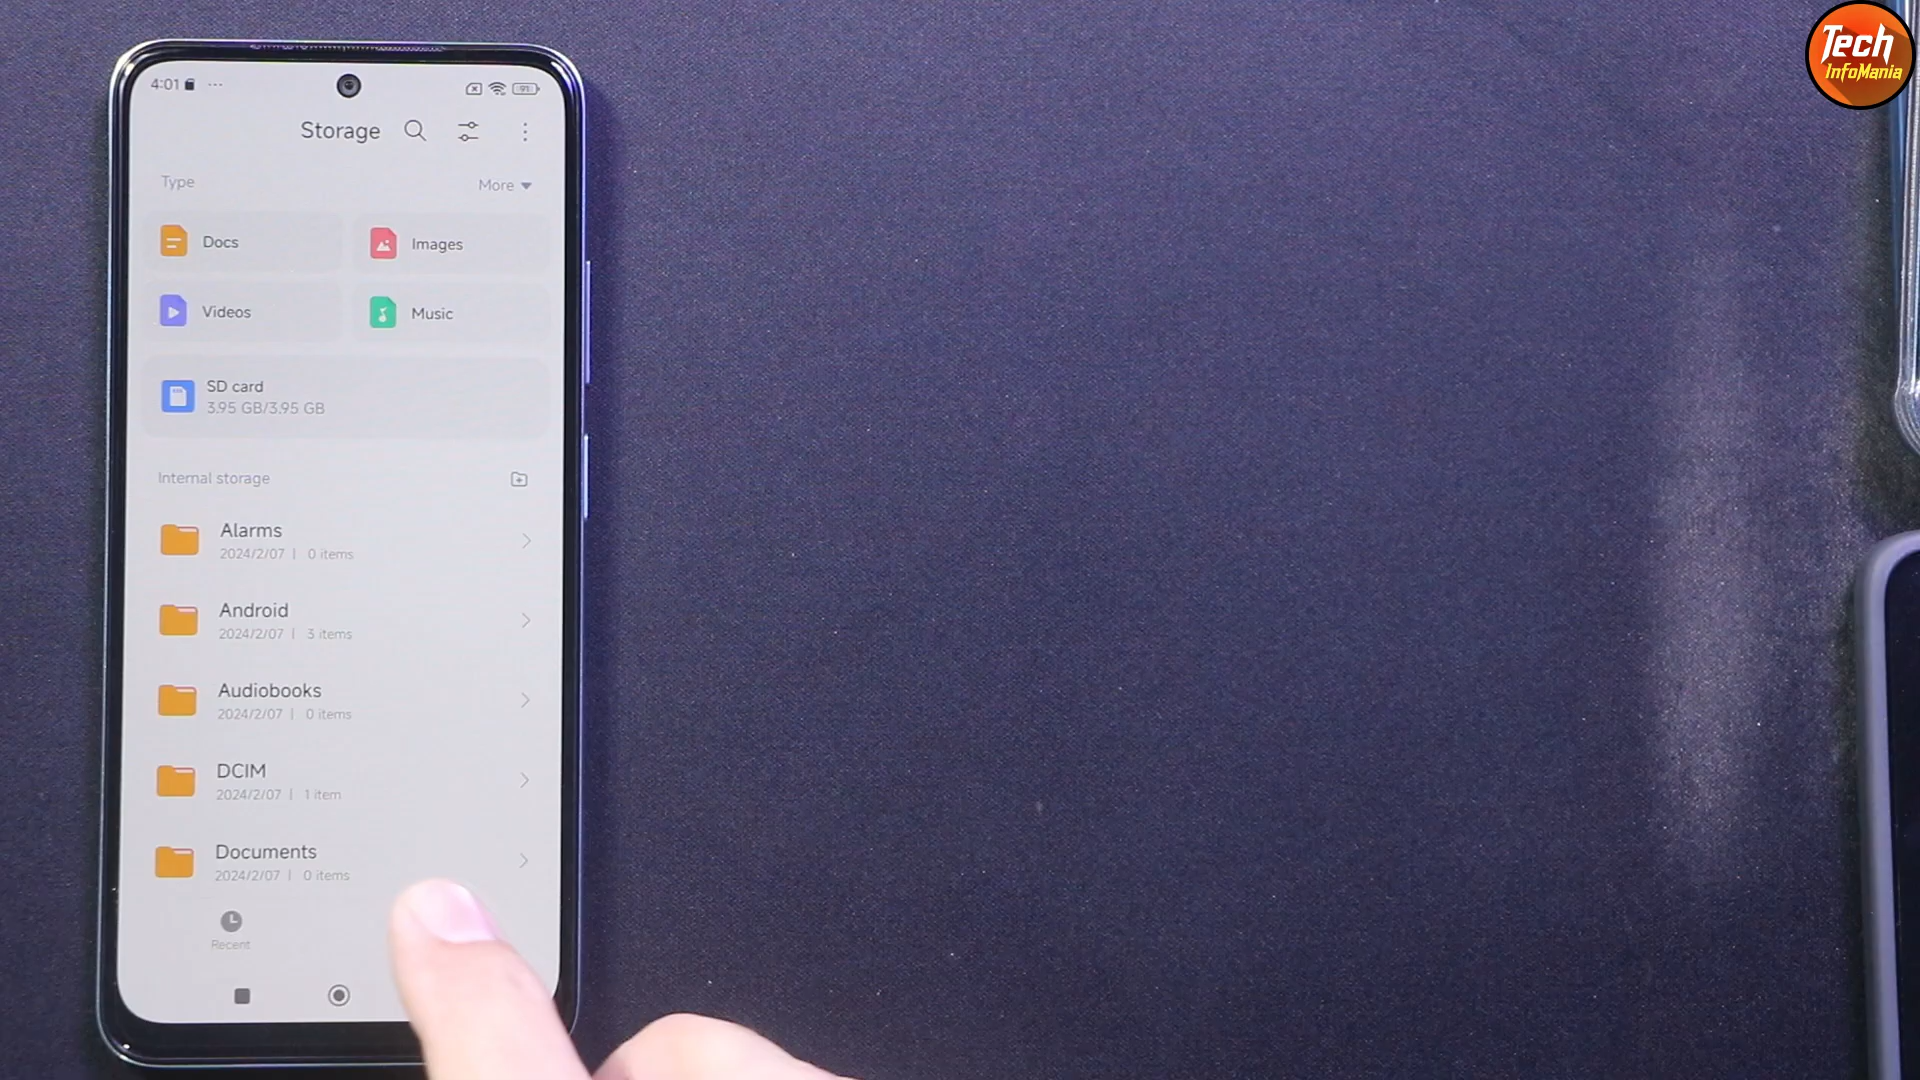 Tech
InfoMania
4:01
91
Storage
Type
More
Docs
Images
Videos
Music
SD card
3.95 GB/3.95 GB
Internal storage
Alarms
2024/2/07 | 0 items
Android
2024/2/07 | 3 items
Audiobooks
2024/2/07 | 0 items
DCIM
2024/2/07 | 1 item
Documents
2024/2/07 | 0 items
Recent